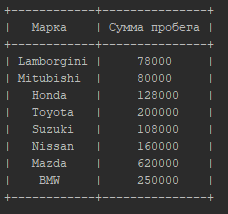 Марка Сумма пробега
Lamborgini 78000
Mitubishi 80000
Honda 128000
Toyota 200000
Suzuki 108000
Nissan 160000
Mazda 620000
BMW 250000